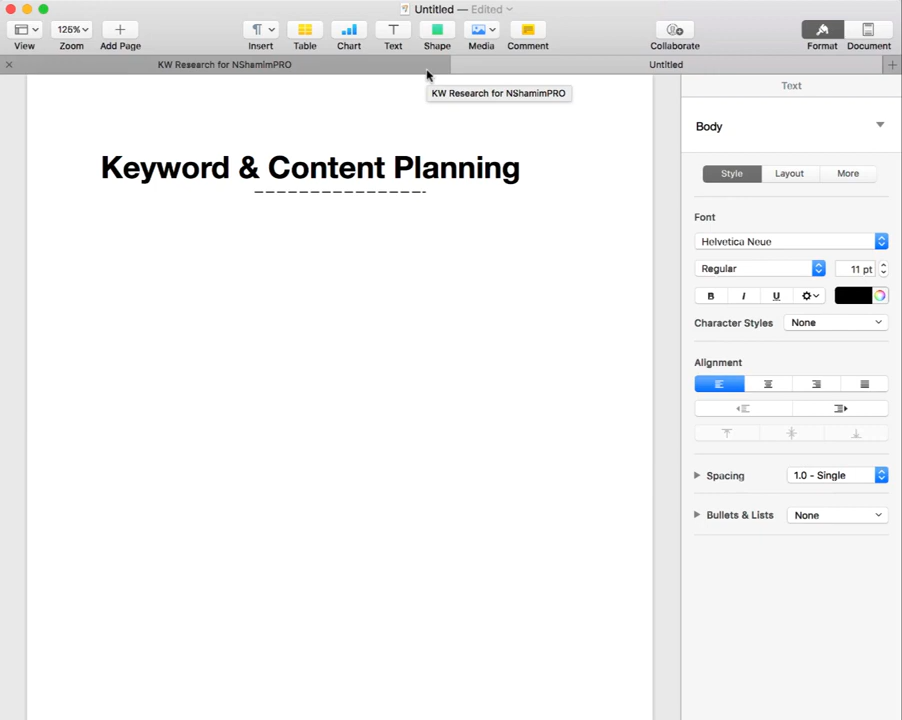 Untitled — Edited
View
125%
Zoom
Add Page
Insert
Table
Chart
Text
Shape
Media
Comment
Collaborate
Format
Document
KW Research for NShamimPRO
Untitled
KW Research for NShamimPRO
Keyword & Content Planning
Text
Body
Style
Layout
More
Font
Helvetica Neue
Regular
11 pt
B
I
U
Character Styles
None
Alignment
Spacing
1.0 - Single
Bullets & Lists
None